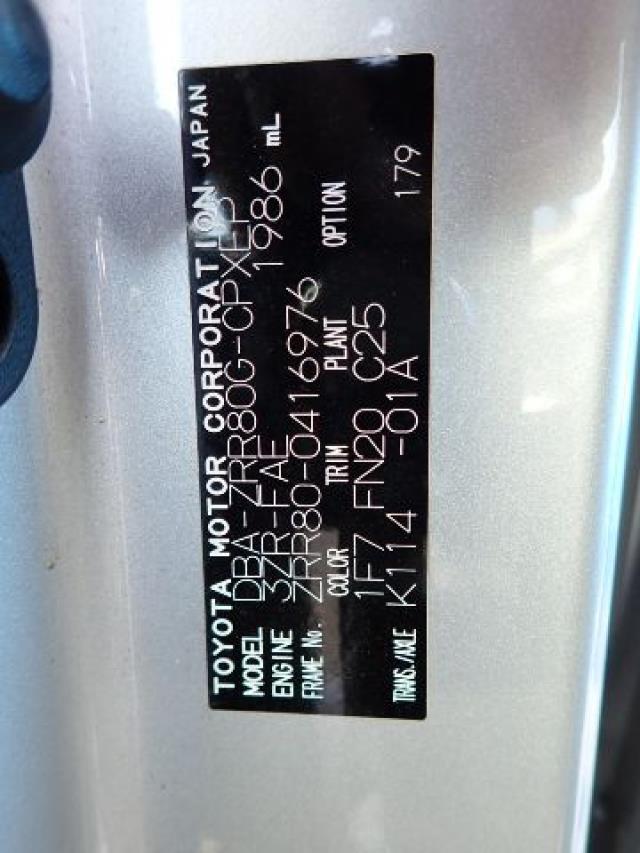 TOYOTA MOTOR CORPORATION JAPAN
MODEL DBA-ZRR80G-CPXEP
ENGINE 3ZR-FAE 1986 mL
FRAME No. ZRR80-0416976
COLOR TRIM PLANT OPTION
1F7 FN20 C25
TRANS./AXLE K114 -01A 179